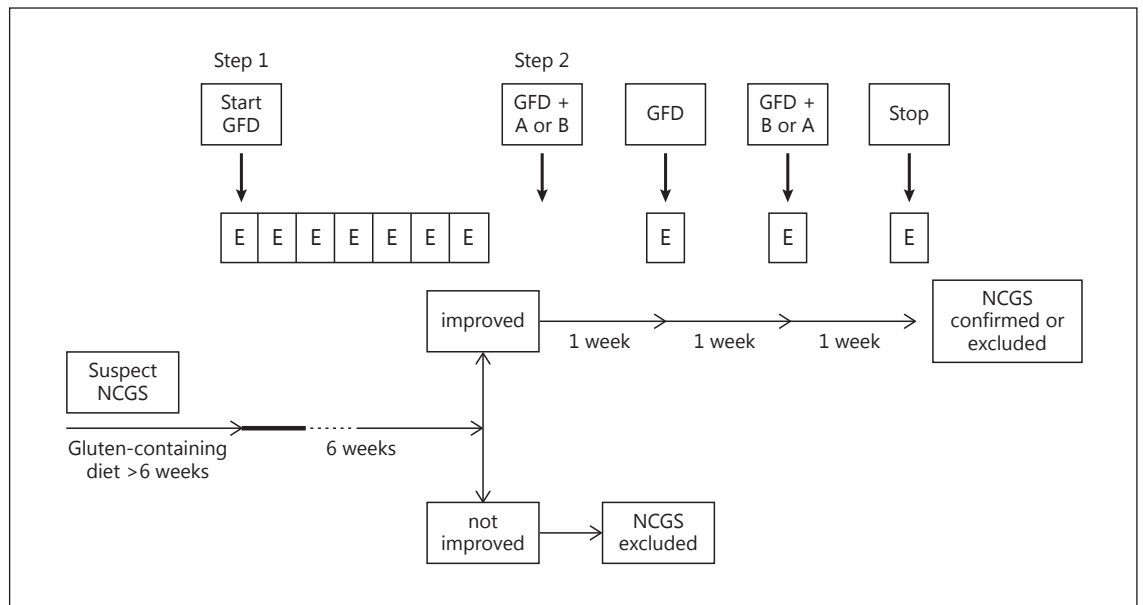 Step 1
Step 2
Start
GFD
GFD +
A or B
GFD
GFD +
B or A
Stop
E E E E E E E
E
E
E
improved
1 week
1 week
1 week
NCGS
confirmed or
excluded
Suspect
NCGS
Gluten-containing
diet >6 weeks
6 weeks
not
improved
NCGS
excluded